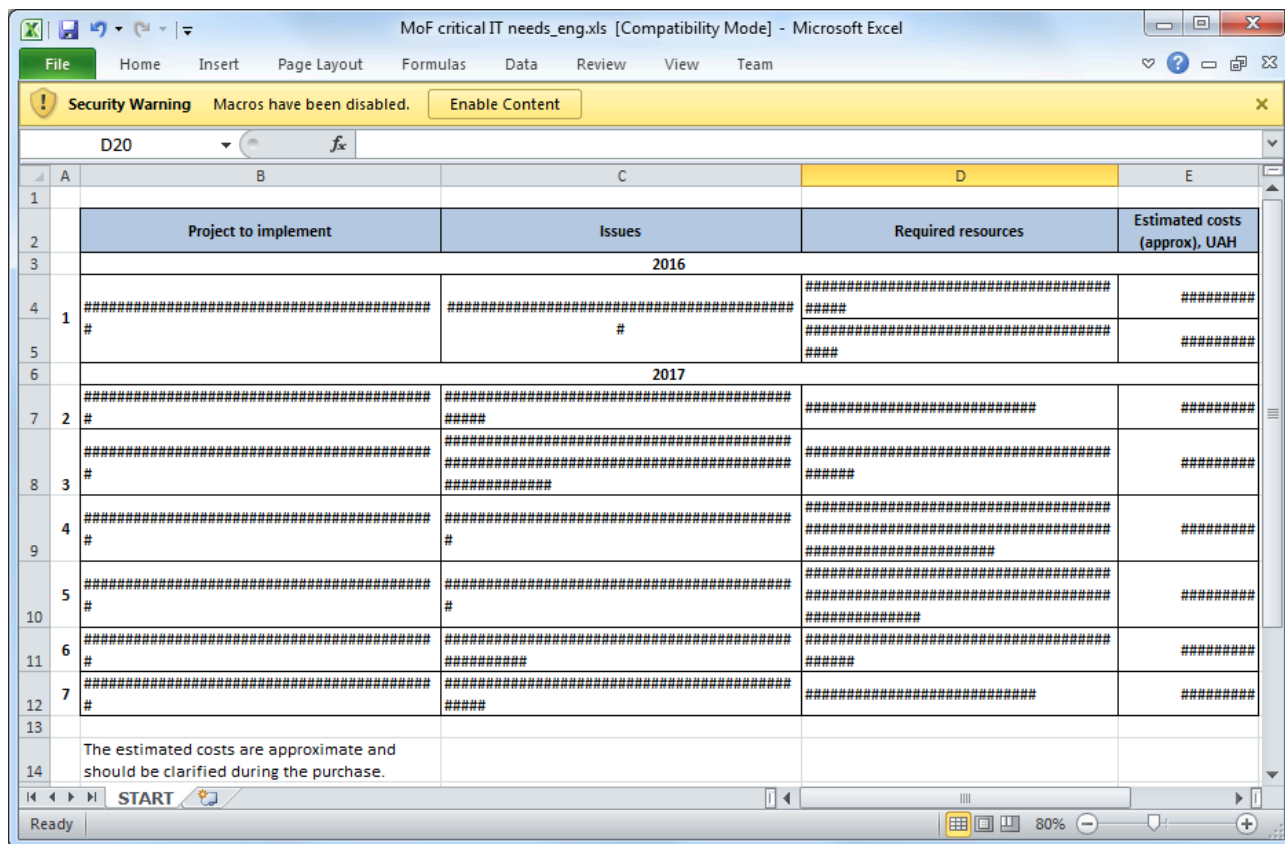 MoF critical IT needs_eng.xls [Compatibility Mode] - Microsoft Excel
File Home Insert Page Layout Formulas Data Review View Team
Security Warning Macros have been disabled. Enable Content
D20 fx
A B C D E
1
2 Project to implement Issues Required resources Estimated costs (approx), UAH
3 2016
4 1 ########################################### ########################################### ###########################################
#########
5 ########################################## #########
6 2017
7 2 ########################################### ################################################ ############################ #########
8 3 ########################################### ############################################ ############################################ #########
9 4 ########################################### ###########################################  #########
10 5 ########################################### ########################################### #########
11 6 ########################################### ##################################################### ############################################ #########
12 7 ########################################### ################################################ ############################ #########
13
14 The estimated costs are approximate and
should be clarified during the purchase.
START
Ready 80%